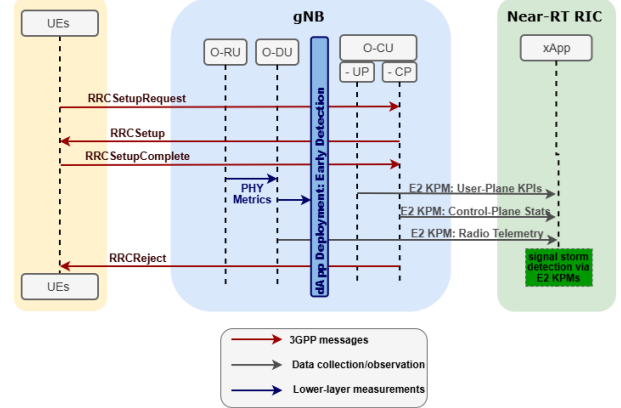 gNB
Near-RT RIC
UEs
O-RU
O-DU
O-CU
- UP
- CP
xApp
dApp Deployment: Early Detection
RRCSetupRequest
RRCSetup
RRCSetupComplete
PHY
Metrics
E2 KPM: User-Plane KPIs
E2 KPM: Control-Plane Stats
E2 KPM: Radio Telemetry
RRCReject
signal storm
detection via
E2 KPMs
UEs
3GPP messages
Data collection/observation
Lower-layer measurements